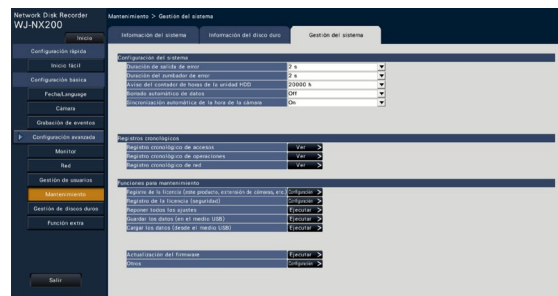 Network Disk Recorder
WJ-NX200
Mantenimiento > Gestión del sistema
Inicio
Información del sistema
Información del disco duro
Gestión del sistema
Configuración rápida
Inicio fácil
Configuración básica
Fecha/Language
Cámara
Grabación de eventos
Configuración avanzada
Monitor
Red
Gestión de usuarios
Mantenimiento
Gestión de discos duros
Función extra
Salir
Configuración del sistema
Duración de salida de error 2 s
Duración del zumbador de error 2 s
Aviso del contador de horas de la unidad HDD 20000 h
Borrado automático de datos Off
Sincronización automática de la hora de la cámara On
Registros cronológicos
Registro cronológico de accesos Ver >
Registro cronológico de operaciones Ver >
Registro cronológico de red Ver >
Funciones para mantenimiento
Registro de la licencia (este producto, extensión de cámaras, etc.) Configuración >
Registro de la licencia (seguridad) Configuración >
Reponer todos los ajustes Ejecutar >
Guardar los datos (en el medio USB) Ejecutar >
Cargar los datos (desde el medio USB) Ejecutar >
Actualización del firmware Ejecutar >
Otros Configuración >